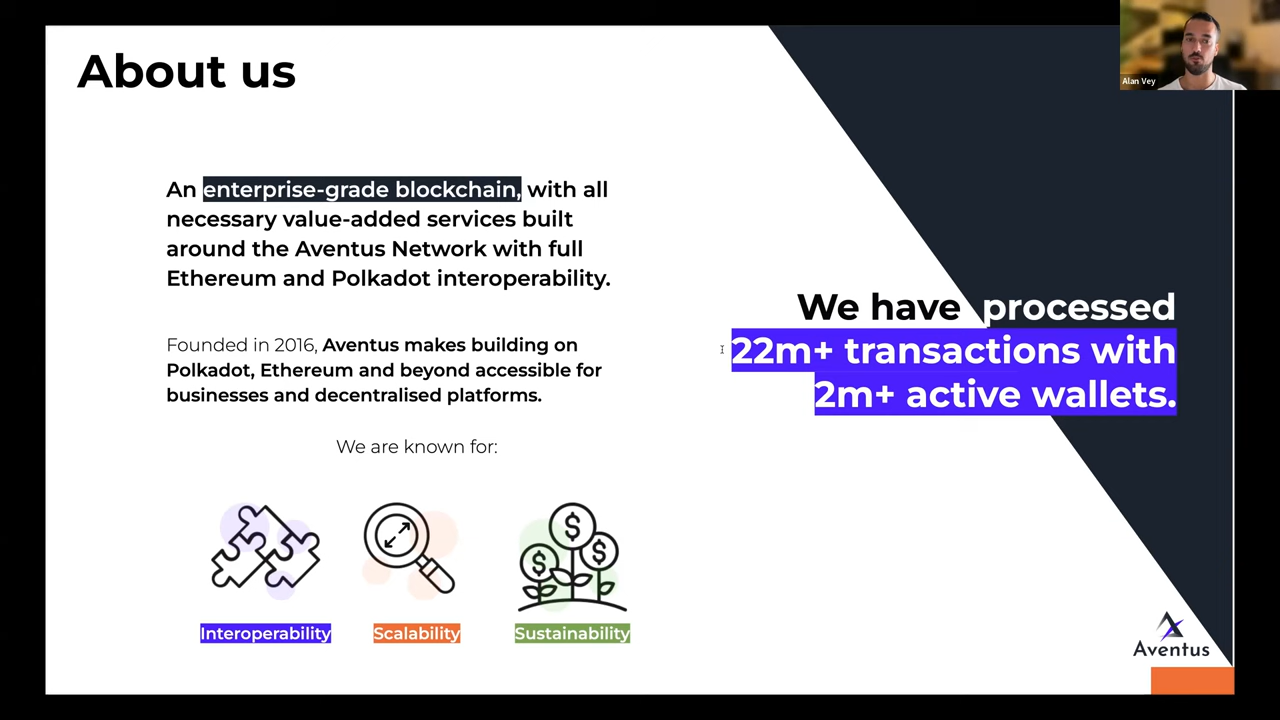 About us
Alan Vey
An enterprise-grade blockchain, with all
necessary value-added services built
around the Aventus Network with full
Ethereum and Polkadot interoperability.
Founded in 2016, Aventus makes building on
Polkadot, Ethereum and beyond accessible for
businesses and decentralised platforms.
We are known for:
Interoperability
Scalability
Sustainability
We have processed
22m+ transactions with
2m+ active wallets.
Aventus